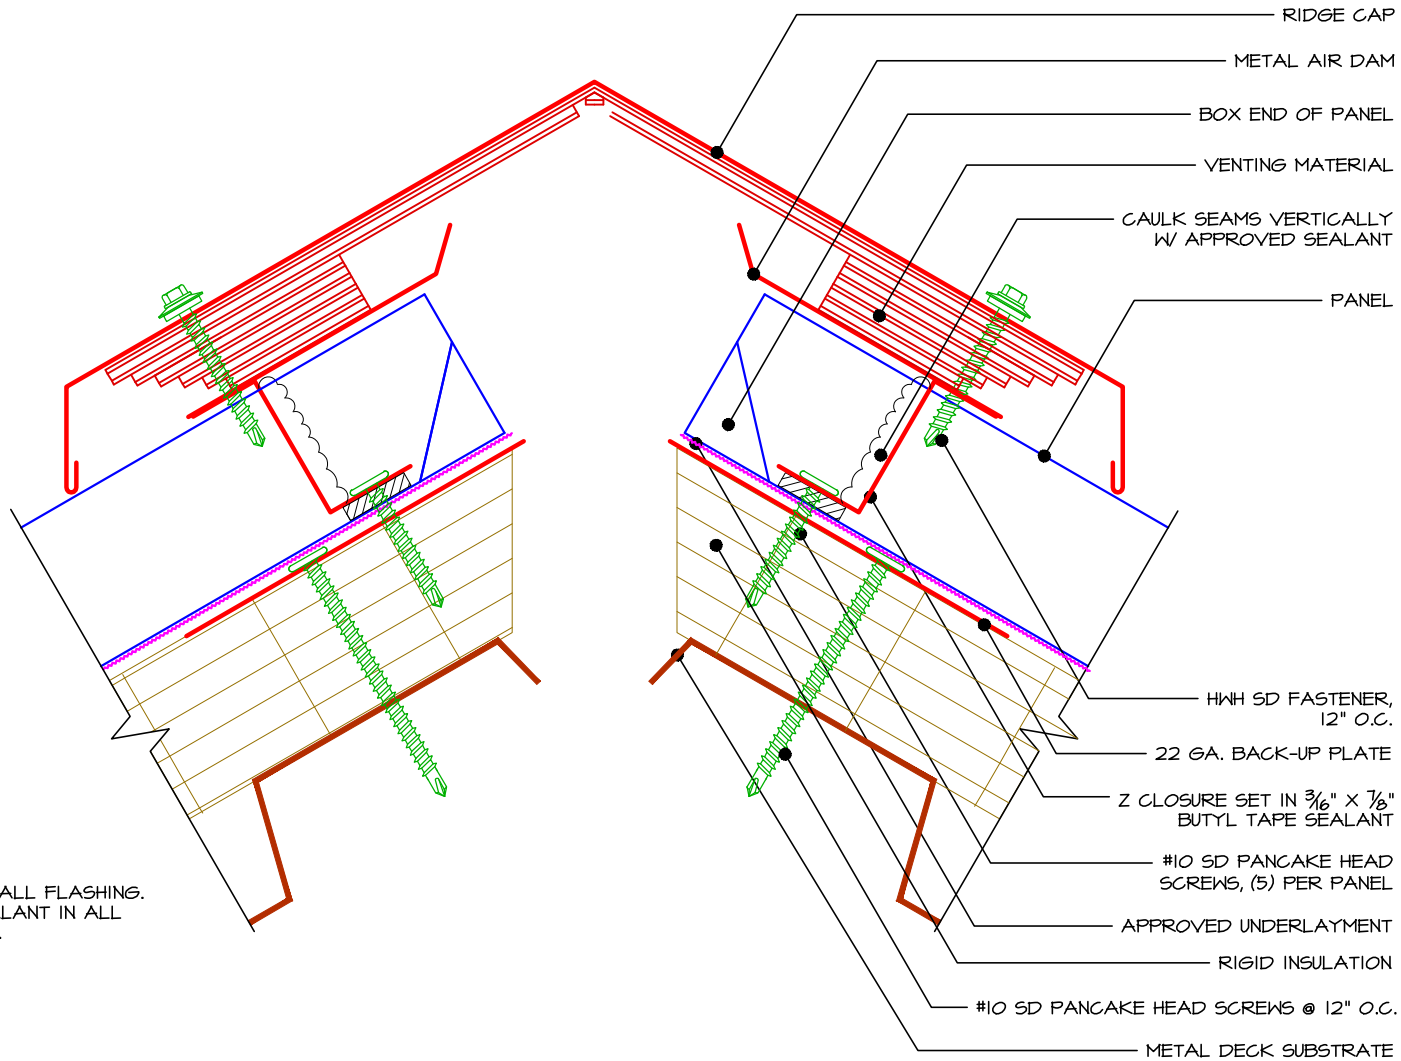 RIDGE CAP
METAL AIR DAM
BOX END OF PANEL
VENTING MATERIAL
CAULK SEAMS VERTICALLY
W/ APPROVED SEALANT
PANEL
HWH SD FASTENER,
12" O.C.
22 GA. BACK-UP PLATE
Z CLOSURE SET IN 3/16" X 7/8"
BUTYL TAPE SEALANT
#10 SD PANCAKE HEAD
SCREWS, (5) PER PANEL
APPROVED UNDERLAYMENT
RIGID INSULATION
#10 SD PANCAKE HEAD SCREWS @ 12" O.C.
METAL DECK SUBSTRATE
ALL FLASHING.
LANT IN ALL
.